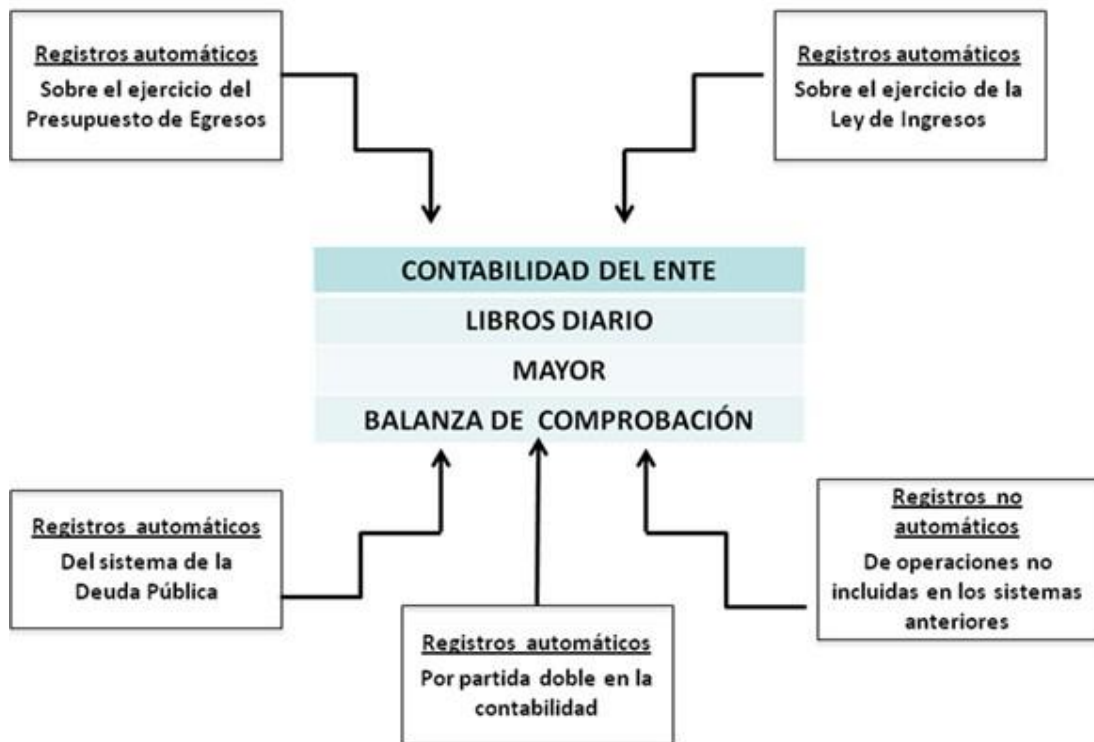 Registros automáticos
Sobre el ejercicio del
Presupuesto de Egresos
Registros automáticos
Sobre el ejercicio de la
Ley de Ingresos
CONTABILIDAD DEL ENTE
LIBROS DIARIO
MAYOR
BALANZA DE COMPROBACIÓN
Registros automáticos
Del sistema de la
Deuda Pública
Registros automáticos
Por partida doble en la
contabilidad
Registros no
automáticos
De operaciones no
incluidas en los sistemas
anteriores